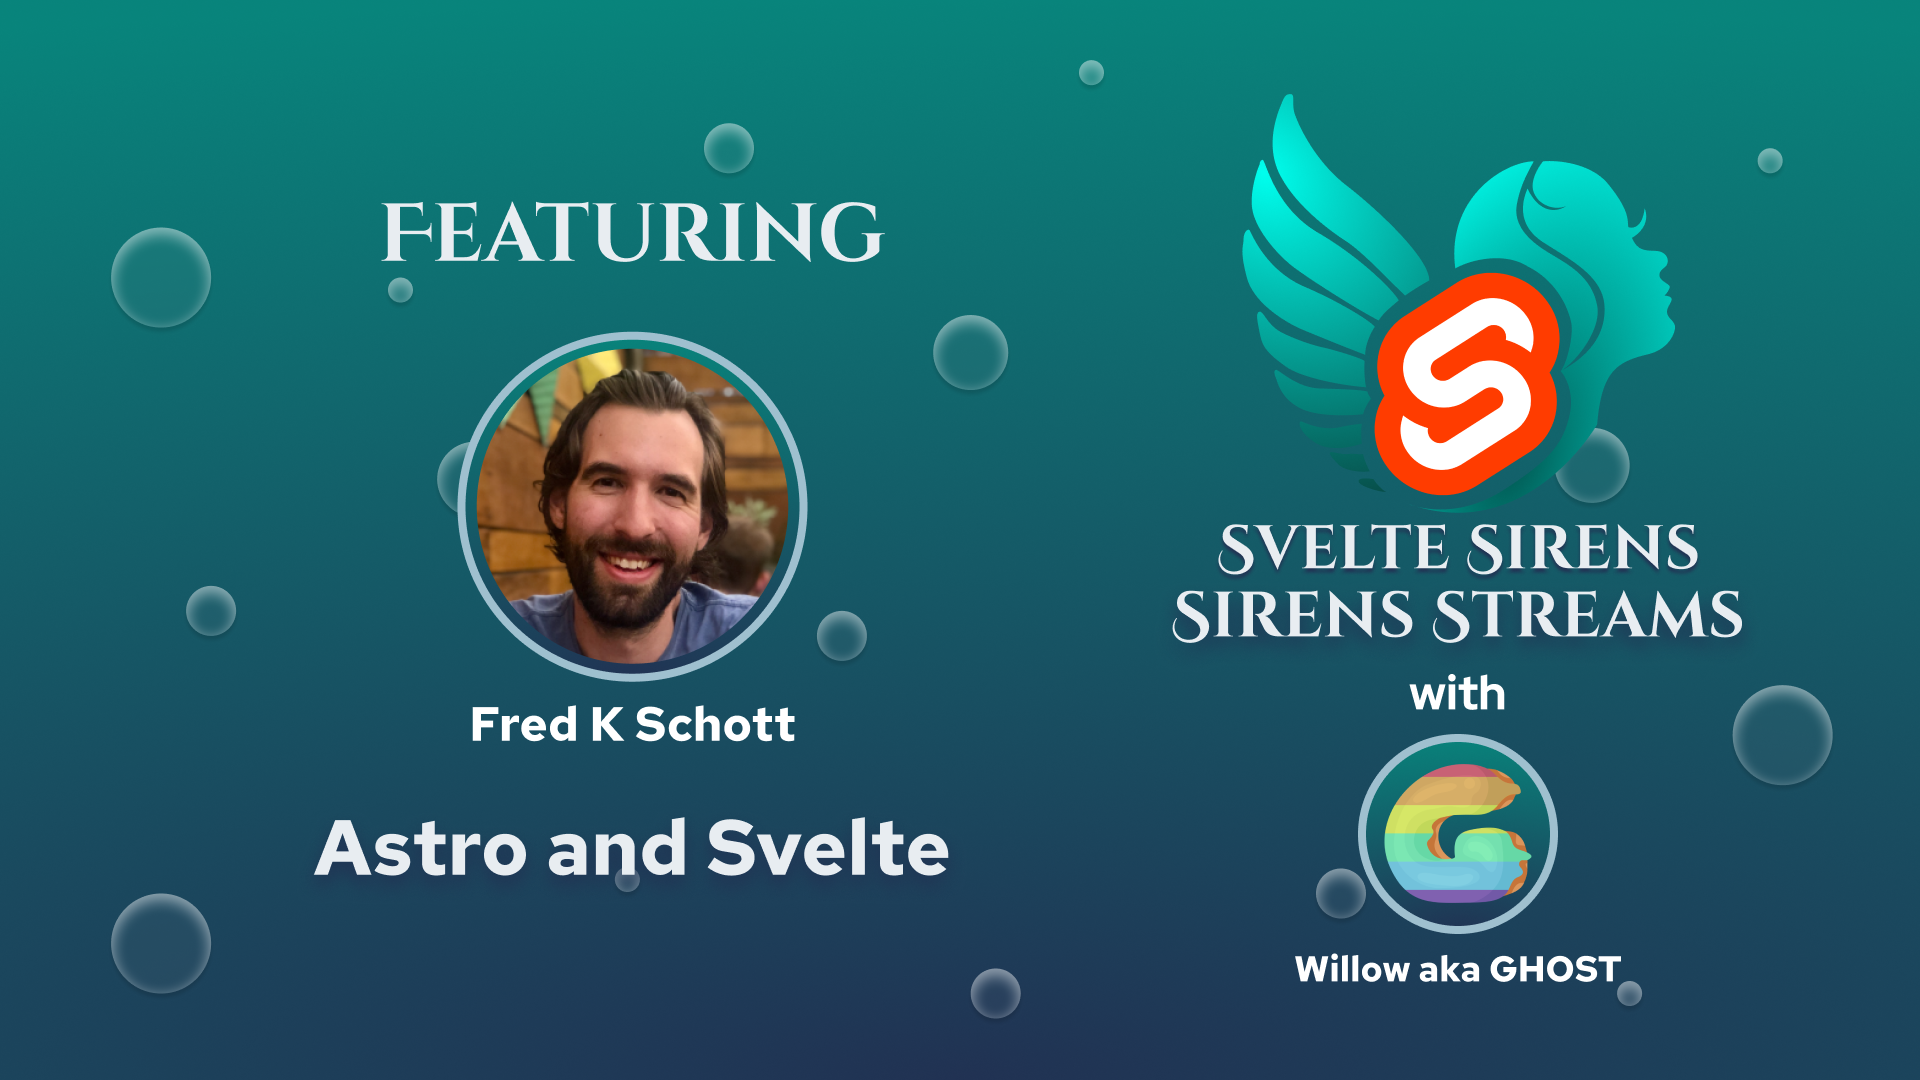 Featuring
Fred K Schott
Astro and Svelte
Svelte Sirens
Sirens Streams
with
Willow aka GHOST